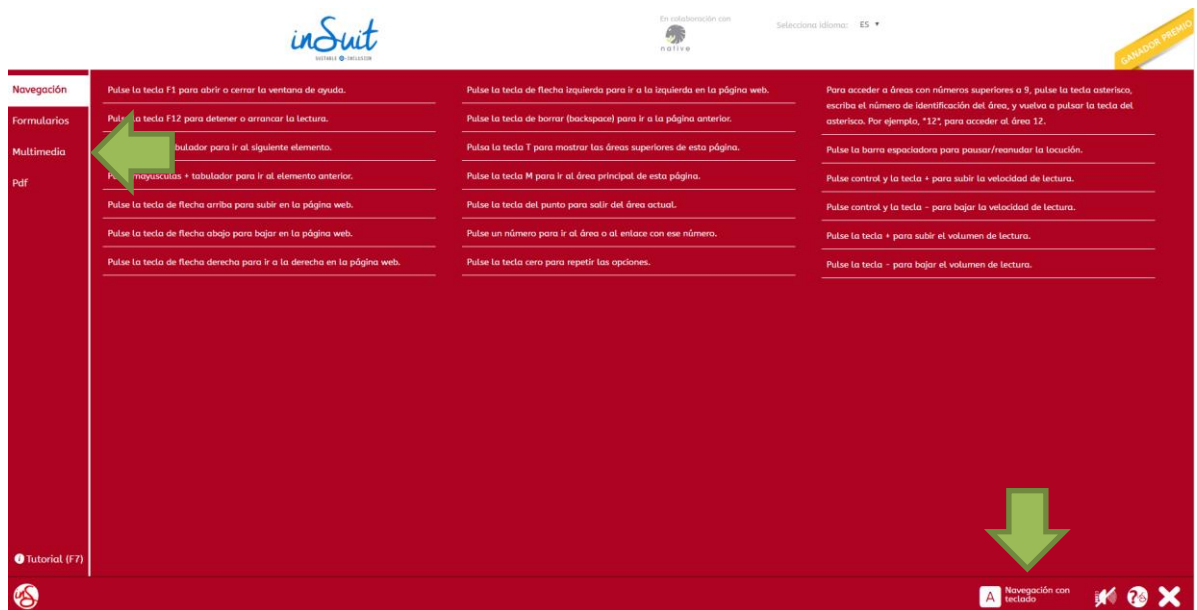 inSuit
SUITABLE INCLUSION
En colaboración con
native
Selecciona idioma: ES
GANADOR PREMIO
Navegación
Formularios
Multimedia
Pdf
Pulse la tecla F1 para abrir o cerrar la ventana de ayuda.
la tecla F12 para detener o arrancar la lectura.
tabulador para ir al siguiente elemento.
mayúsculas + tabulador para ir al elemento anterior.
Pulse la tecla de flecha arriba para subir en la página web.
Pulse la tecla de flecha abajo para bajar en la página web.
Pulse la tecla de flecha derecha para ir a la derecha en la página web.
Pulse la tecla de flecha izquierda para ir a la izquierda en la página web.
Pulse la tecla de borrar (backspace) para ir a la página anterior.
Pulsa la tecla T para mostrar las áreas superiores de esta página.
Pulse la tecla M para ir al área principal de esta página.
Pulse la tecla del punto para salir del área actual.
Pulse un número para ir al área o al enlace con ese número.
Pulse la tecla cero para repetir las opciones.
Para acceder a áreas con números superiores a 9, pulse la tecla asterisco,
escriba el número de identificación del área, y vuelva a pulsar la tecla del
asterisco. Por ejemplo, *12*, para acceder al área 12.
Pulse la barra espaciadora para pausar/reanudar la locución.
Pulse control y la tecla + para subir la velocidad de lectura.
Pulse control y la tecla - para bajar la velocidad de lectura.
Pulse la tecla + para subir el volumen de lectura.
Pulse la tecla - para bajar el volumen de lectura.
Tutorial (F7)
A
Navegación con
teclado